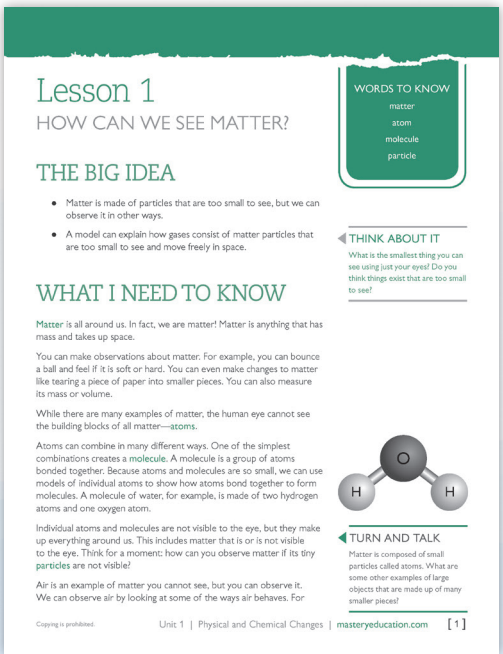 Lesson 1
HOW CAN WE SEE MATTER?
THE BIG IDEA
● Matter is made of particles that are too small to see, but we can
observe it in other ways.
● A model can explain how gases consist of matter particles that
are too small to see and move freely in space.
WHAT I NEED TO KNOW
Matter is all around us. In fact, we are matter! Matter is anything that has
mass and takes up space.
You can make observations about matter. For example, you can bounce
a ball and feel if it is soft or hard. You can even make changes to matter
like tearing a piece of paper into smaller pieces. You can also measure
its mass or volume.
While there are many examples of matter, the human eye cannot see
the building blocks of all matter—atoms.
Atoms can combine in many different ways. One of the simplest
combinations creates a molecule. A molecule is a group of atoms
bonded together. Because atoms and molecules are so small, we can use
models of individual atoms to show how atoms bond together to form
molecules. A molecule of water, for example, is made of two hydrogen
atoms and one oxygen atom.
Individual atoms and molecules are not visible to the eye, but they make
up everything around us. This includes matter that is or is not visible
to the eye. Think for a moment: how can you observe matter if its tiny
particles are not visible?
Air is an example of matter you cannot see, but you can observe it.
We can observe air by looking at some of the ways air behaves. For
WORDS TO KNOW
matter
atom
molecule
particle
THINK ABOUT IT
What is the smallest thing you can
see using just your eyes? Do you
think things exist that are too small
to see?
O
H H
TURN AND TALK
Matter is composed of small
particles called atoms. What are
some other examples of large
objects that are made up of many
smaller pieces?
Copying is prohibited.
Unit 1 | Physical and Chemical Changes | masteryeducation.com [1]